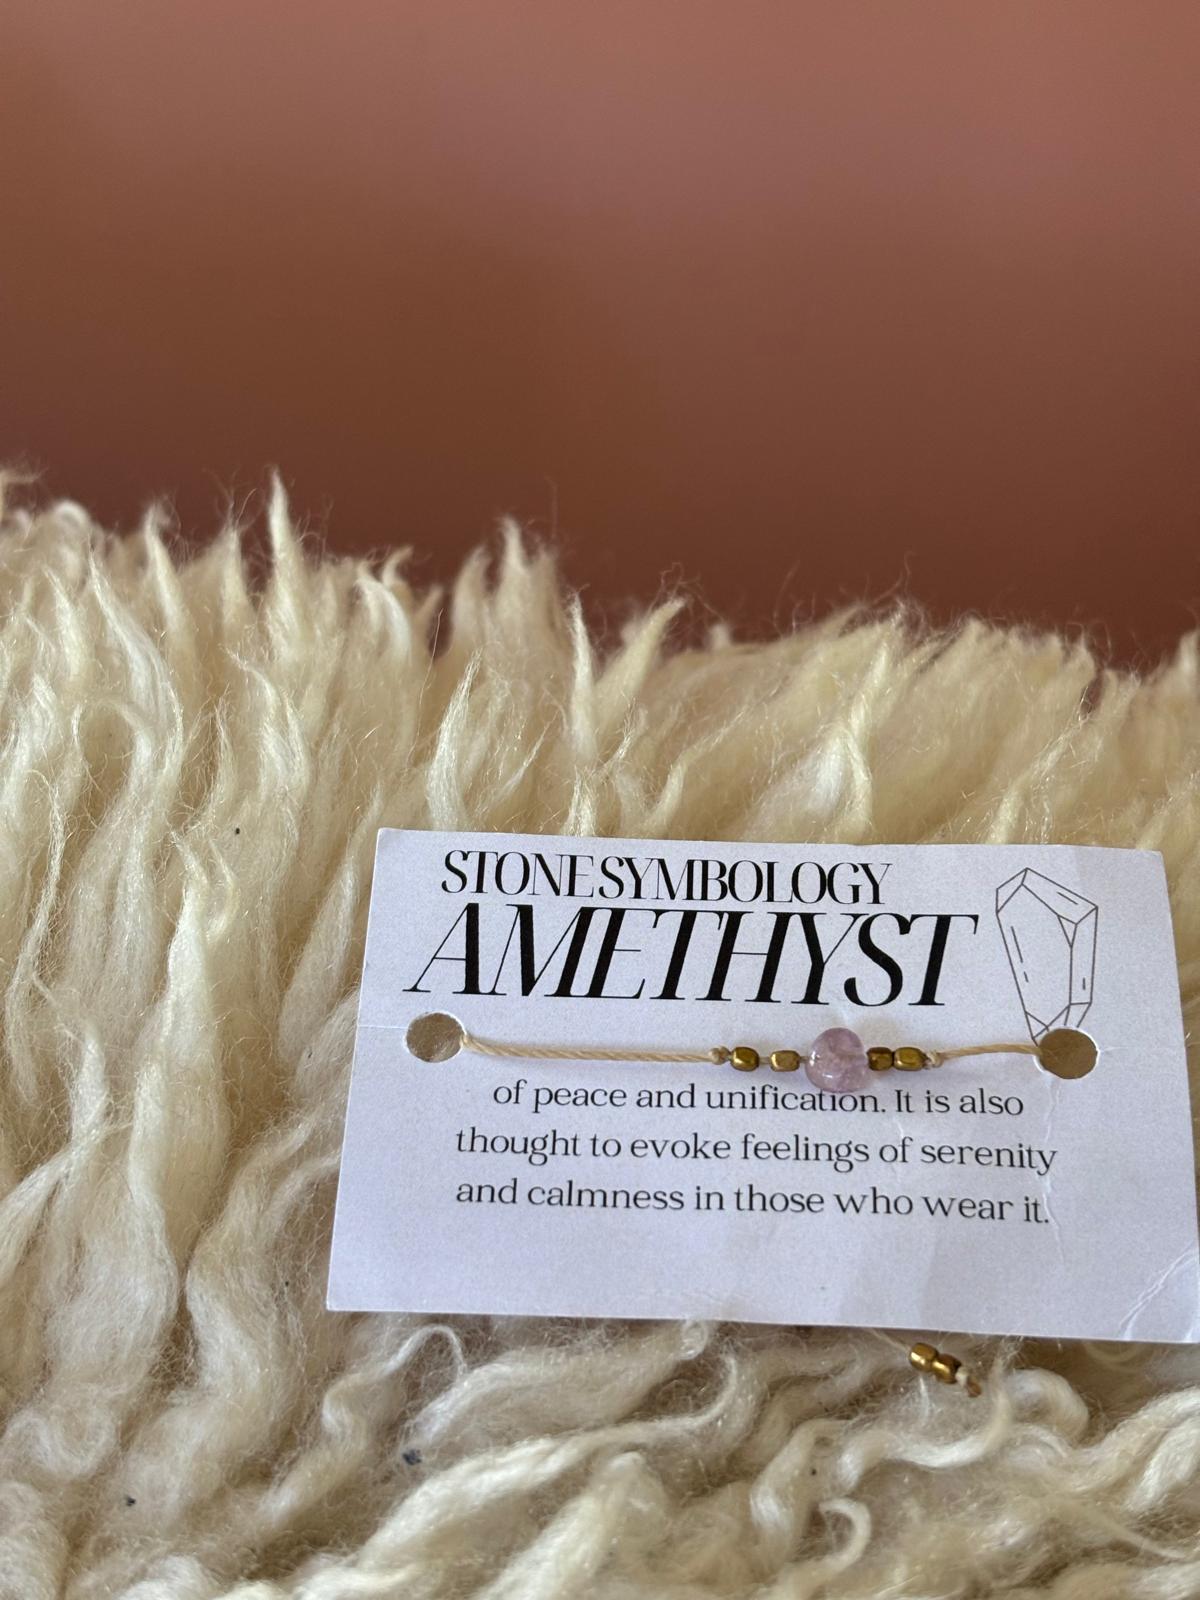 STONE SYMBOLOGY
AMETHYST
of peace and unification. It is also
thought to evoke feelings of serenity
and calmness in those who wear it.